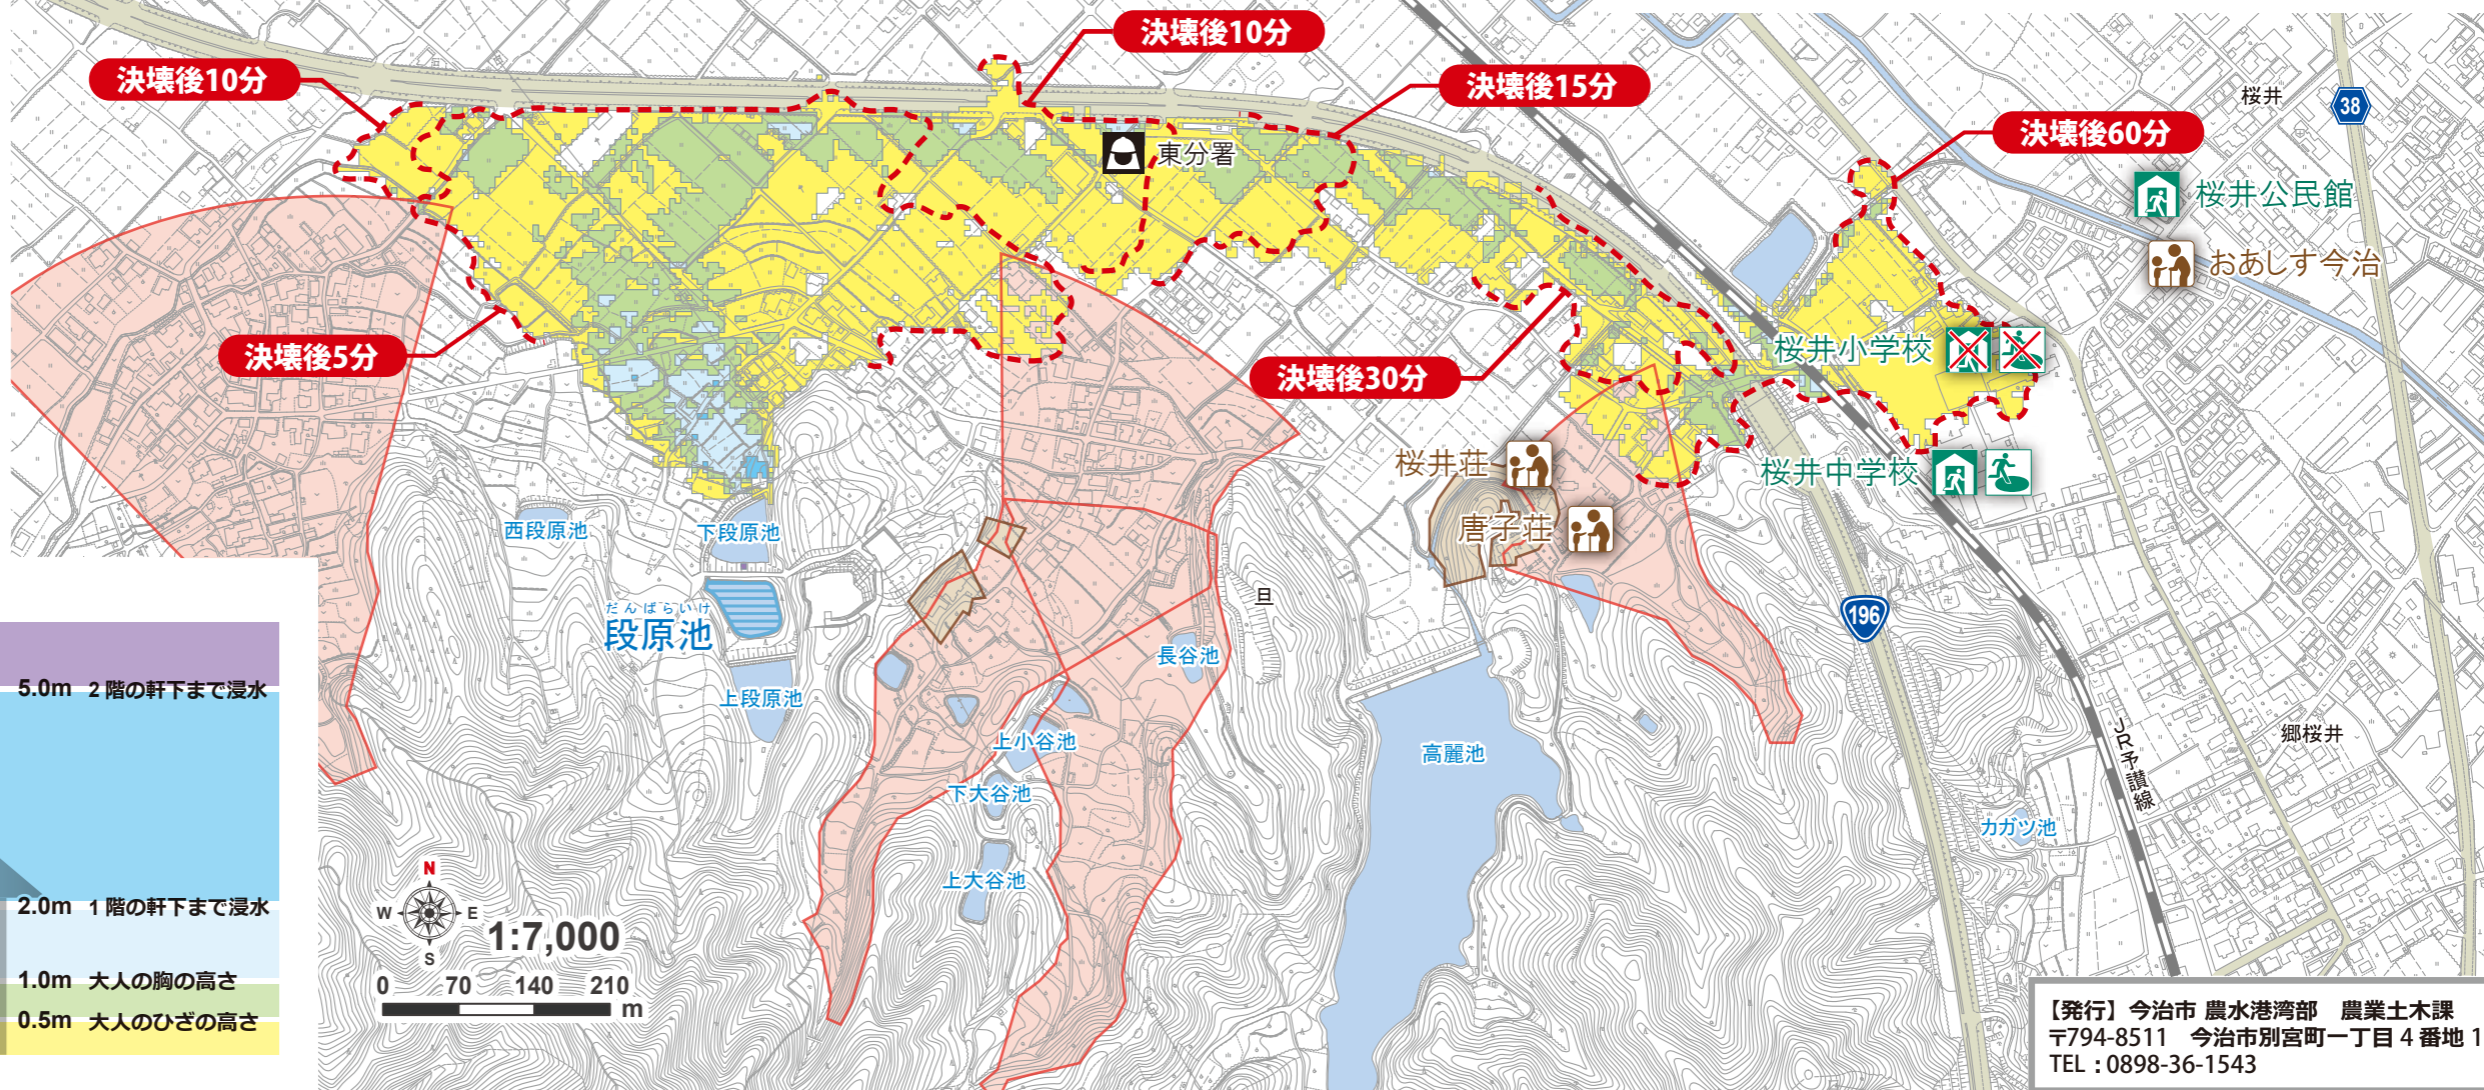 決壊後10分
決壊後10分
決壊後15分
決壊後60分
桜井
38
東分署
桜井公民館
おあしす今治
決壊後5分
決壊後30分
桜井小学校
桜井荘
桜井中学校
唐子荘
西段原池
下段原池
だんばらいけ
段原池
旦
196
長谷池
上段原池
上小谷池
高麗池
郷桜井
JR予讃線
下大谷池
カガツ池
上大谷池
5.0m 2階の軒下まで浸水
2.0m 1階の軒下まで浸水
1.0m 大人の胸の高さ
0.5m 大人のひざの高さ
N
W E
S
1:7,000
0 70 140 210
m
【発行】今治市 農水港湾部 農業土木課
〒794-8511 今治市別宮町一丁目4番地1
TEL:0898-36-1543